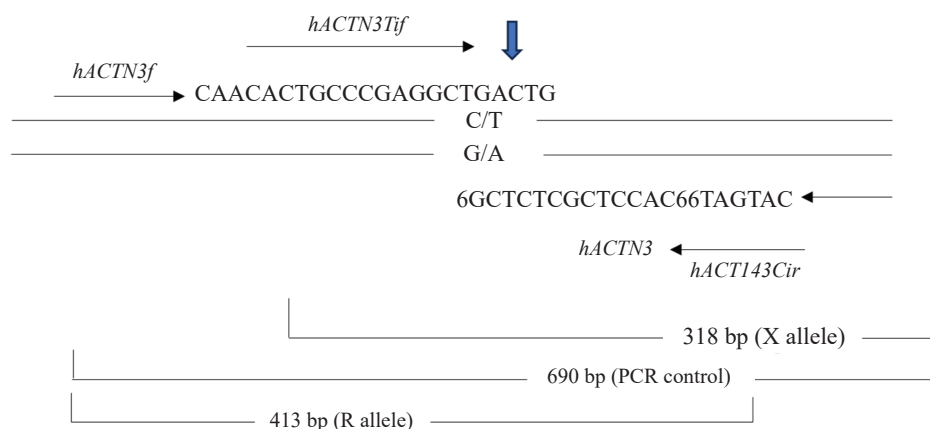 hACTN3Tif
hACTN3f
CAACACTGCCCGAGGCTGACTG
C/T
G/A
6GCTCTCGCTCCAC66TAGTAC
hACTN3
hACT143Cir
318 bp (X allele)
690 bp (PCR control)
413 bp (R allele)